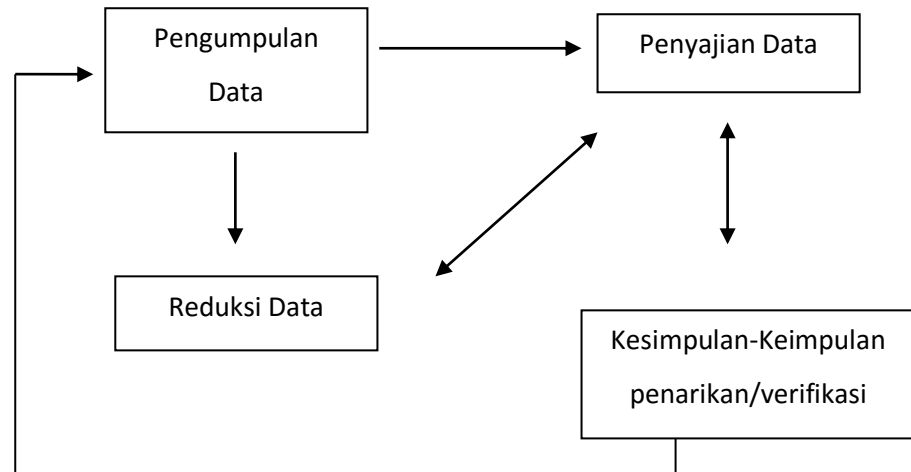 Pengumpulan
Data
Penyajian Data
Reduksi Data
Kesimpulan-Keimpulan
penarikan/verifikasi